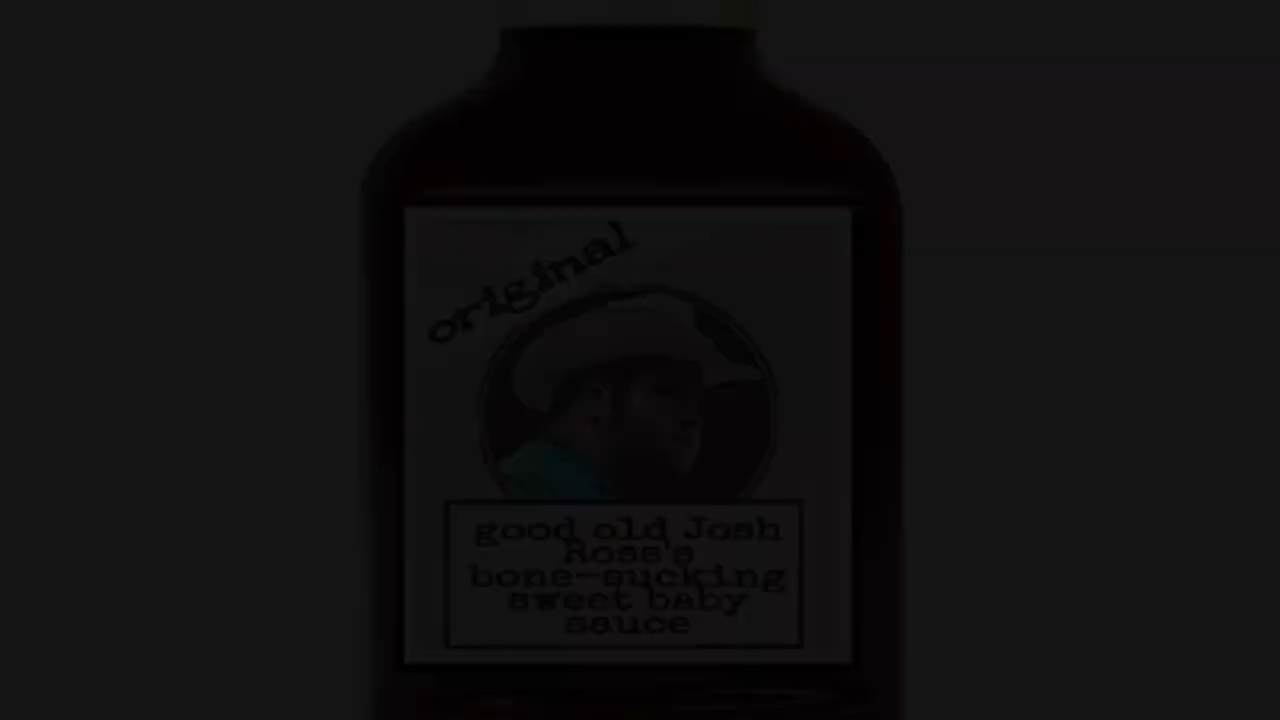 original
good old Josh
Ross's
bone-sucking
sweet baby
sauce